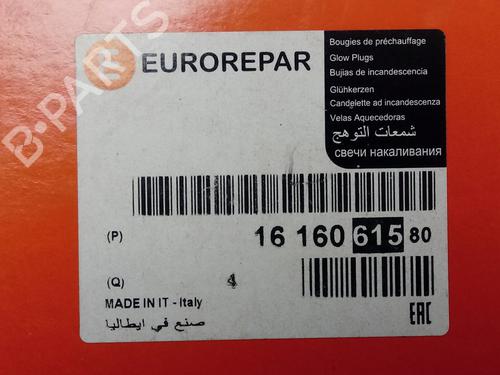 EUROREPAR
Bougies de préchauffage
Glow Plugs
Bujias de incandescencia
Glühkerzen
Candelette ad incandescenza
Velas Aquecedoras
شمعات التوهج
свечи накаливания
(P) 16 160 615 80
(Q) 4
MADE IN IT - Italy
صنع في ايطاليا
EAC
B-PARTS